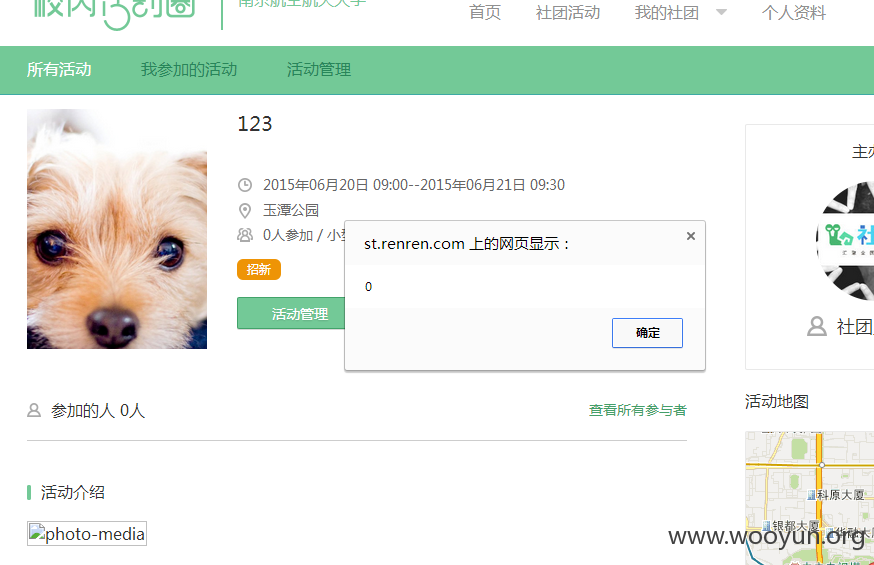 校内活动圈
南京航空航天大学
首页 社团活动 我的社团 个人资料
所有活动 我参加的活动 活动管理
123
2015年06月20日 09:00--2015年06月21日 09:30
玉潭公园
0人参加 / 小
招新
活动管理
st.renren.com 上的网页显示：
0
确定
主
社
社团
参加的人 0人
查看所有参与者
活动介绍
photo-media
活动地图
科原大厦
银都大厦
华融大
www.wooyun.org